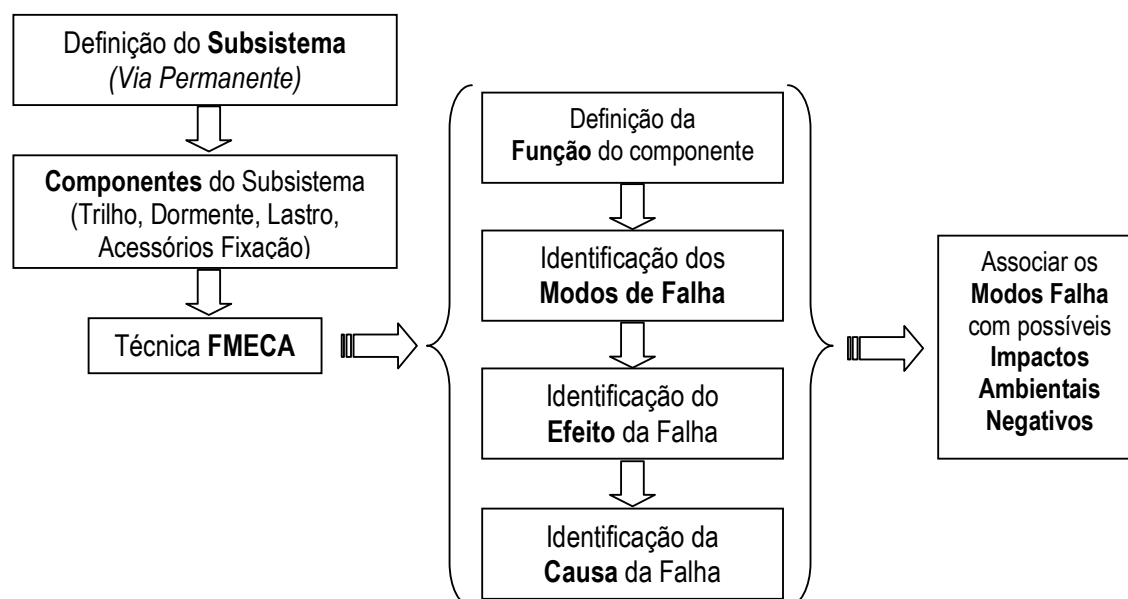 Definição do Subsistema
(Via Permanente)
Componentes do Subsistema
(Trilho, Dormente, Lastro,
Acessórios Fixação)
Técnica FMECA
Definição da
Função do componente
Identificação dos
Modos de Falha
Identificação do
Efeito da Falha
Identificação da
Causa da Falha
Associar os
Modos Falha
com possíveis
Impactos
Ambientais
Negativos